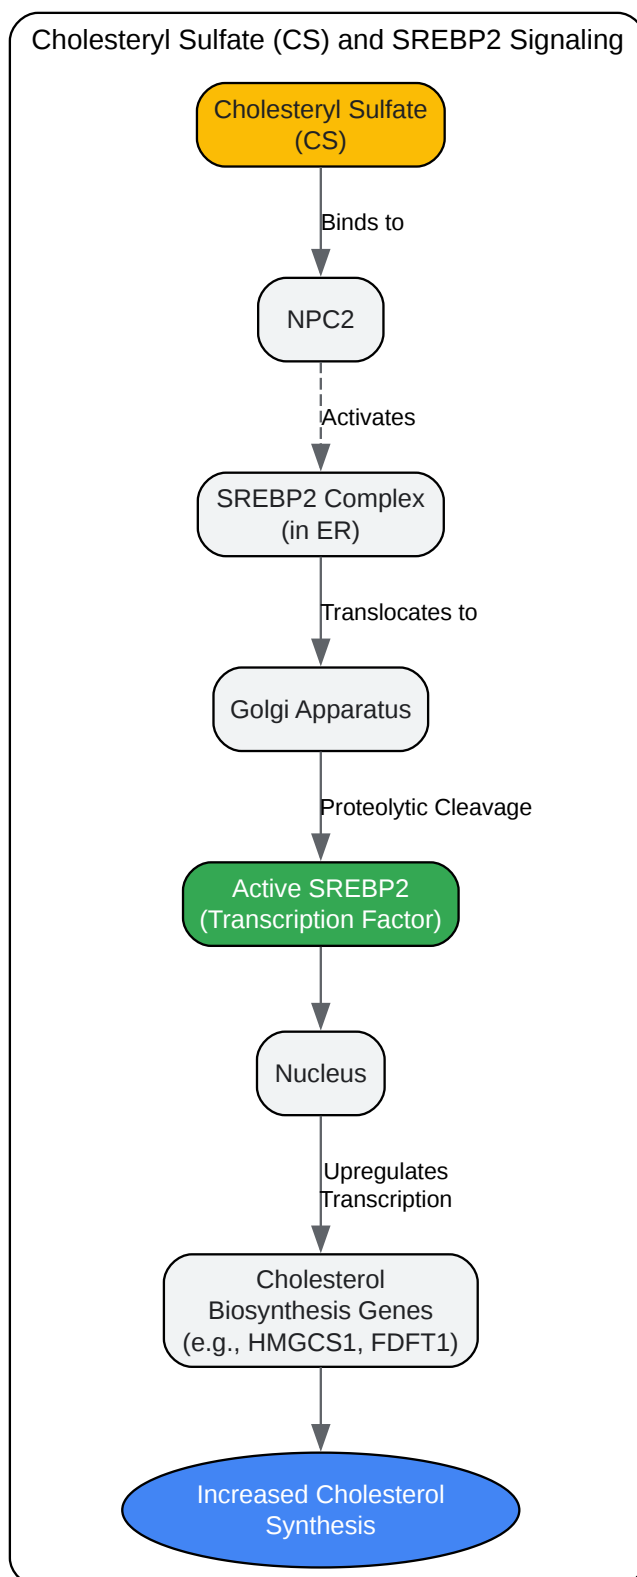 Cholesteryl Sulfate (CS) and SREBP2 Signaling
Cholesteryl Sulfate
(CS)
Binds to
NPC2
Activates
SREBP2 Complex
(in ER)
Translocates to
Golgi Apparatus
Proteolytic Cleavage
Active SREBP2
(Transcription Factor)
Nucleus
Upregulates
Transcription
Cholesterol
Biosynthesis Genes
(e.g., HMGCS1, FDFT1)
Increased Cholesterol
Synthesis